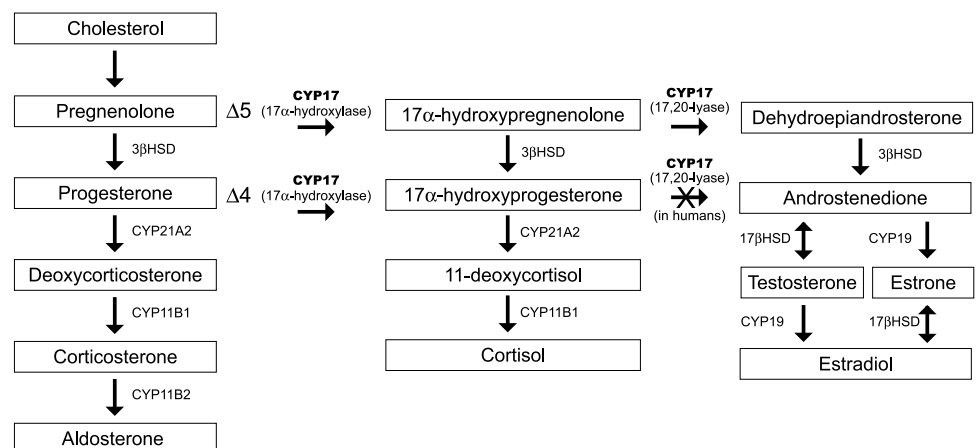 Cholesterol
Pregnenolone
Δ5
CYP17
(17α-hydroxylase)
17α-hydroxypregnenolone
CYP17
(17,20-lyase)
Dehydroepiandrosterone
3βHSD
3βHSD
3βHSD
Progesterone
Δ4
CYP17
(17α-hydroxylase)
17α-hydroxyprogesterone
CYP17
(17,20-lyase)
(in humans)
Androstenedione
CYP21A2
CYP21A2
17βHSD
CYP19
Deoxycorticosterone
11-deoxycortisol
Testosterone
Estrone
CYP11B1
CYP11B1
CYP19
17βHSD
Corticosterone
Cortisol
Estradiol
CYP11B2
Aldosterone